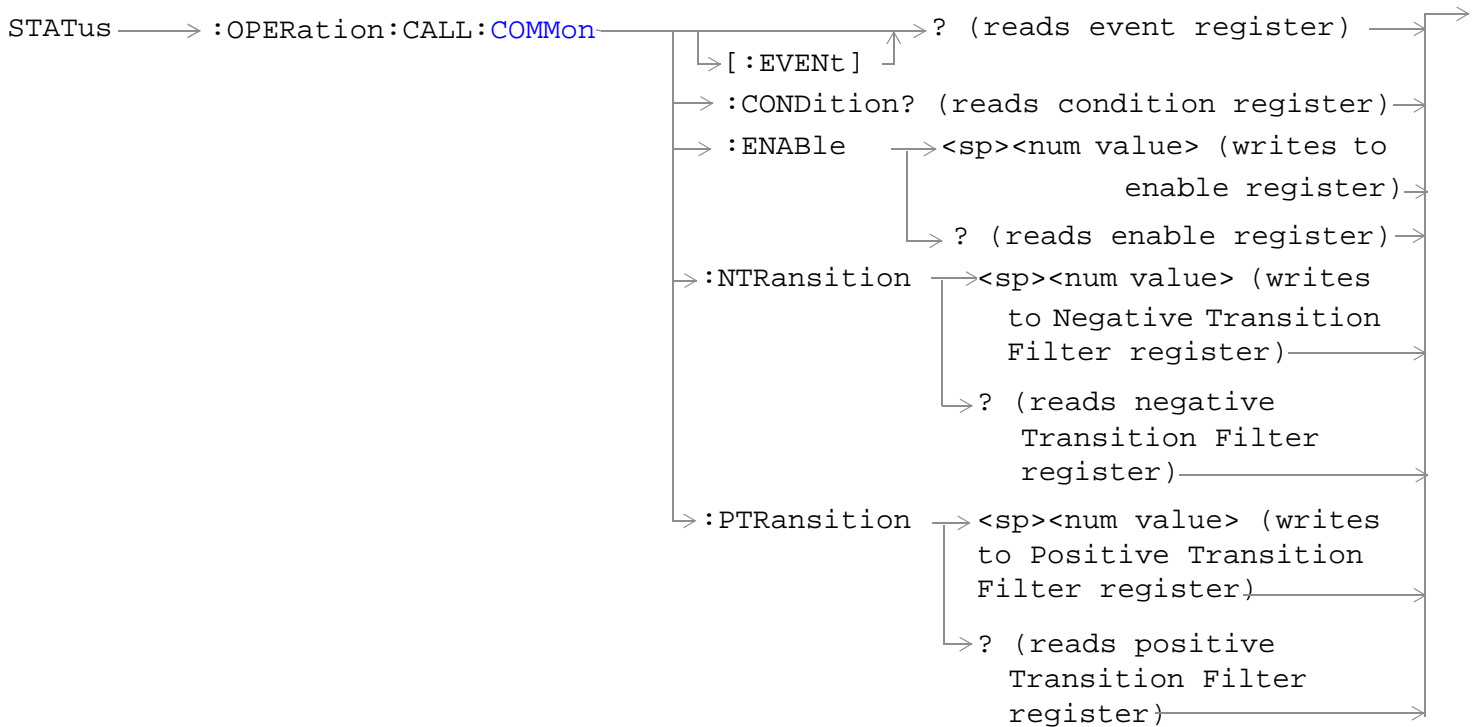 STATus :OPERation:CALL:COMMon ? (reads event register)
[:EVENt]
:CONDition? (reads condition register)
:ENABle <sp><num value> (writes to
enable register)
? (reads enable register)
:NTRansition <sp><num value> (writes
to Negative Transition
Filter register)
? (reads negative
Transition Filter
register)
:PTRansition <sp><num value> (writes
to Positive Transition
Filter register)
? (reads positive
Transition Filter
register)